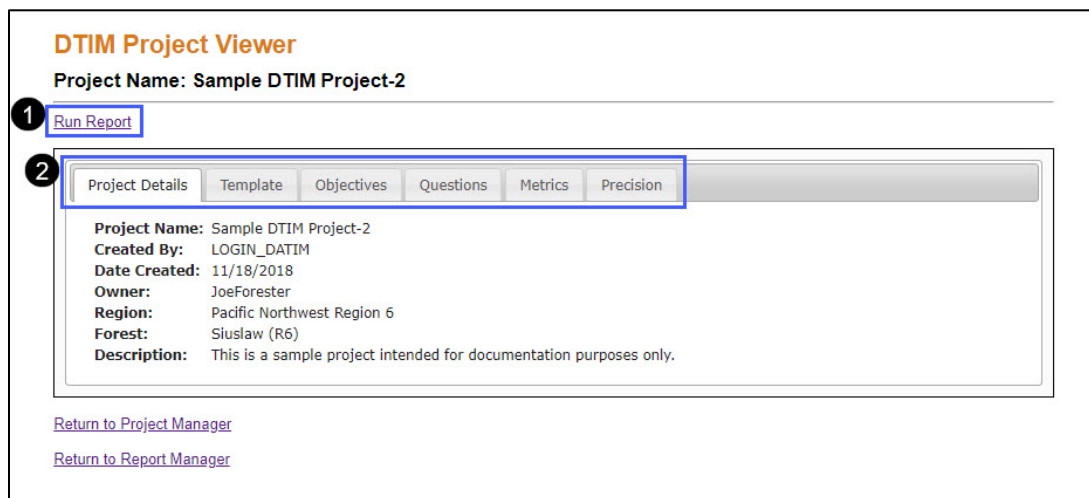 DTIM Project Viewer
Project Name: Sample DTIM Project-2
1
Run Report
2
Project Details Template Objectives Questions Metrics Precision
Project Name: Sample DTIM Project-2
Created By: LOGIN_DATIM
Date Created: 11/18/2018
Owner: JoeForester
Region: Pacific Northwest Region 6
Forest: Siuslaw (R6)
Description: This is a sample project intended for documentation purposes only.
Return to Project Manager
Return to Report Manager